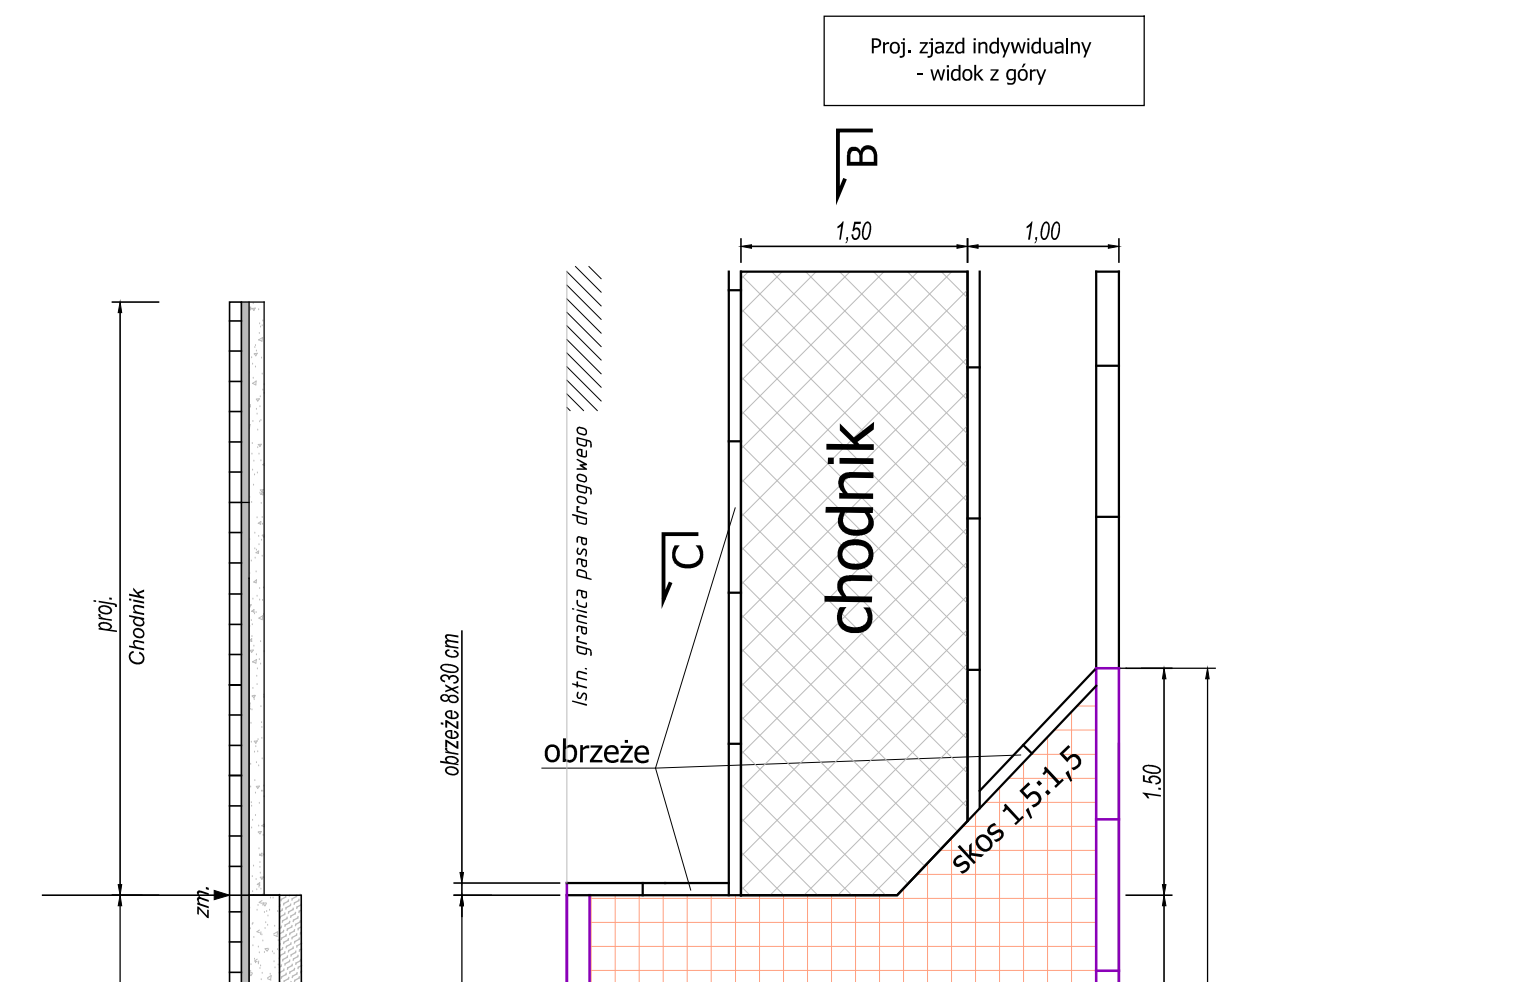 Proj. zjazd indywidualny
- widok z góry
B
1,50
1,00
Istn. granica pasa drogowego
chodnik
C
proj.
Chodnik
obrzeże 8x30 cm
obrzeże
skos 1,5:1,5
1.50
zm.